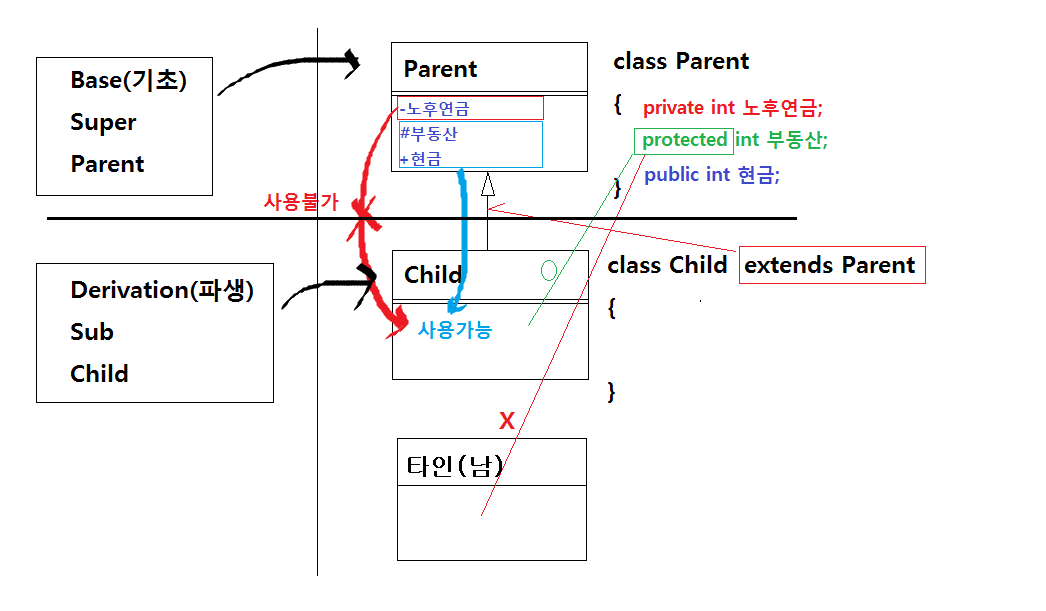 Base(기초)
Super
Parent
Parent
-노후연금
#부동산
+현금
class Parent
{
private int 노후연금;
protected int 부동산;
public int 현금;
}
사용불가
Derivation(파생)
Sub
Child
Child
사용가능
class Child extends Parent
{
}
X
타인(남)